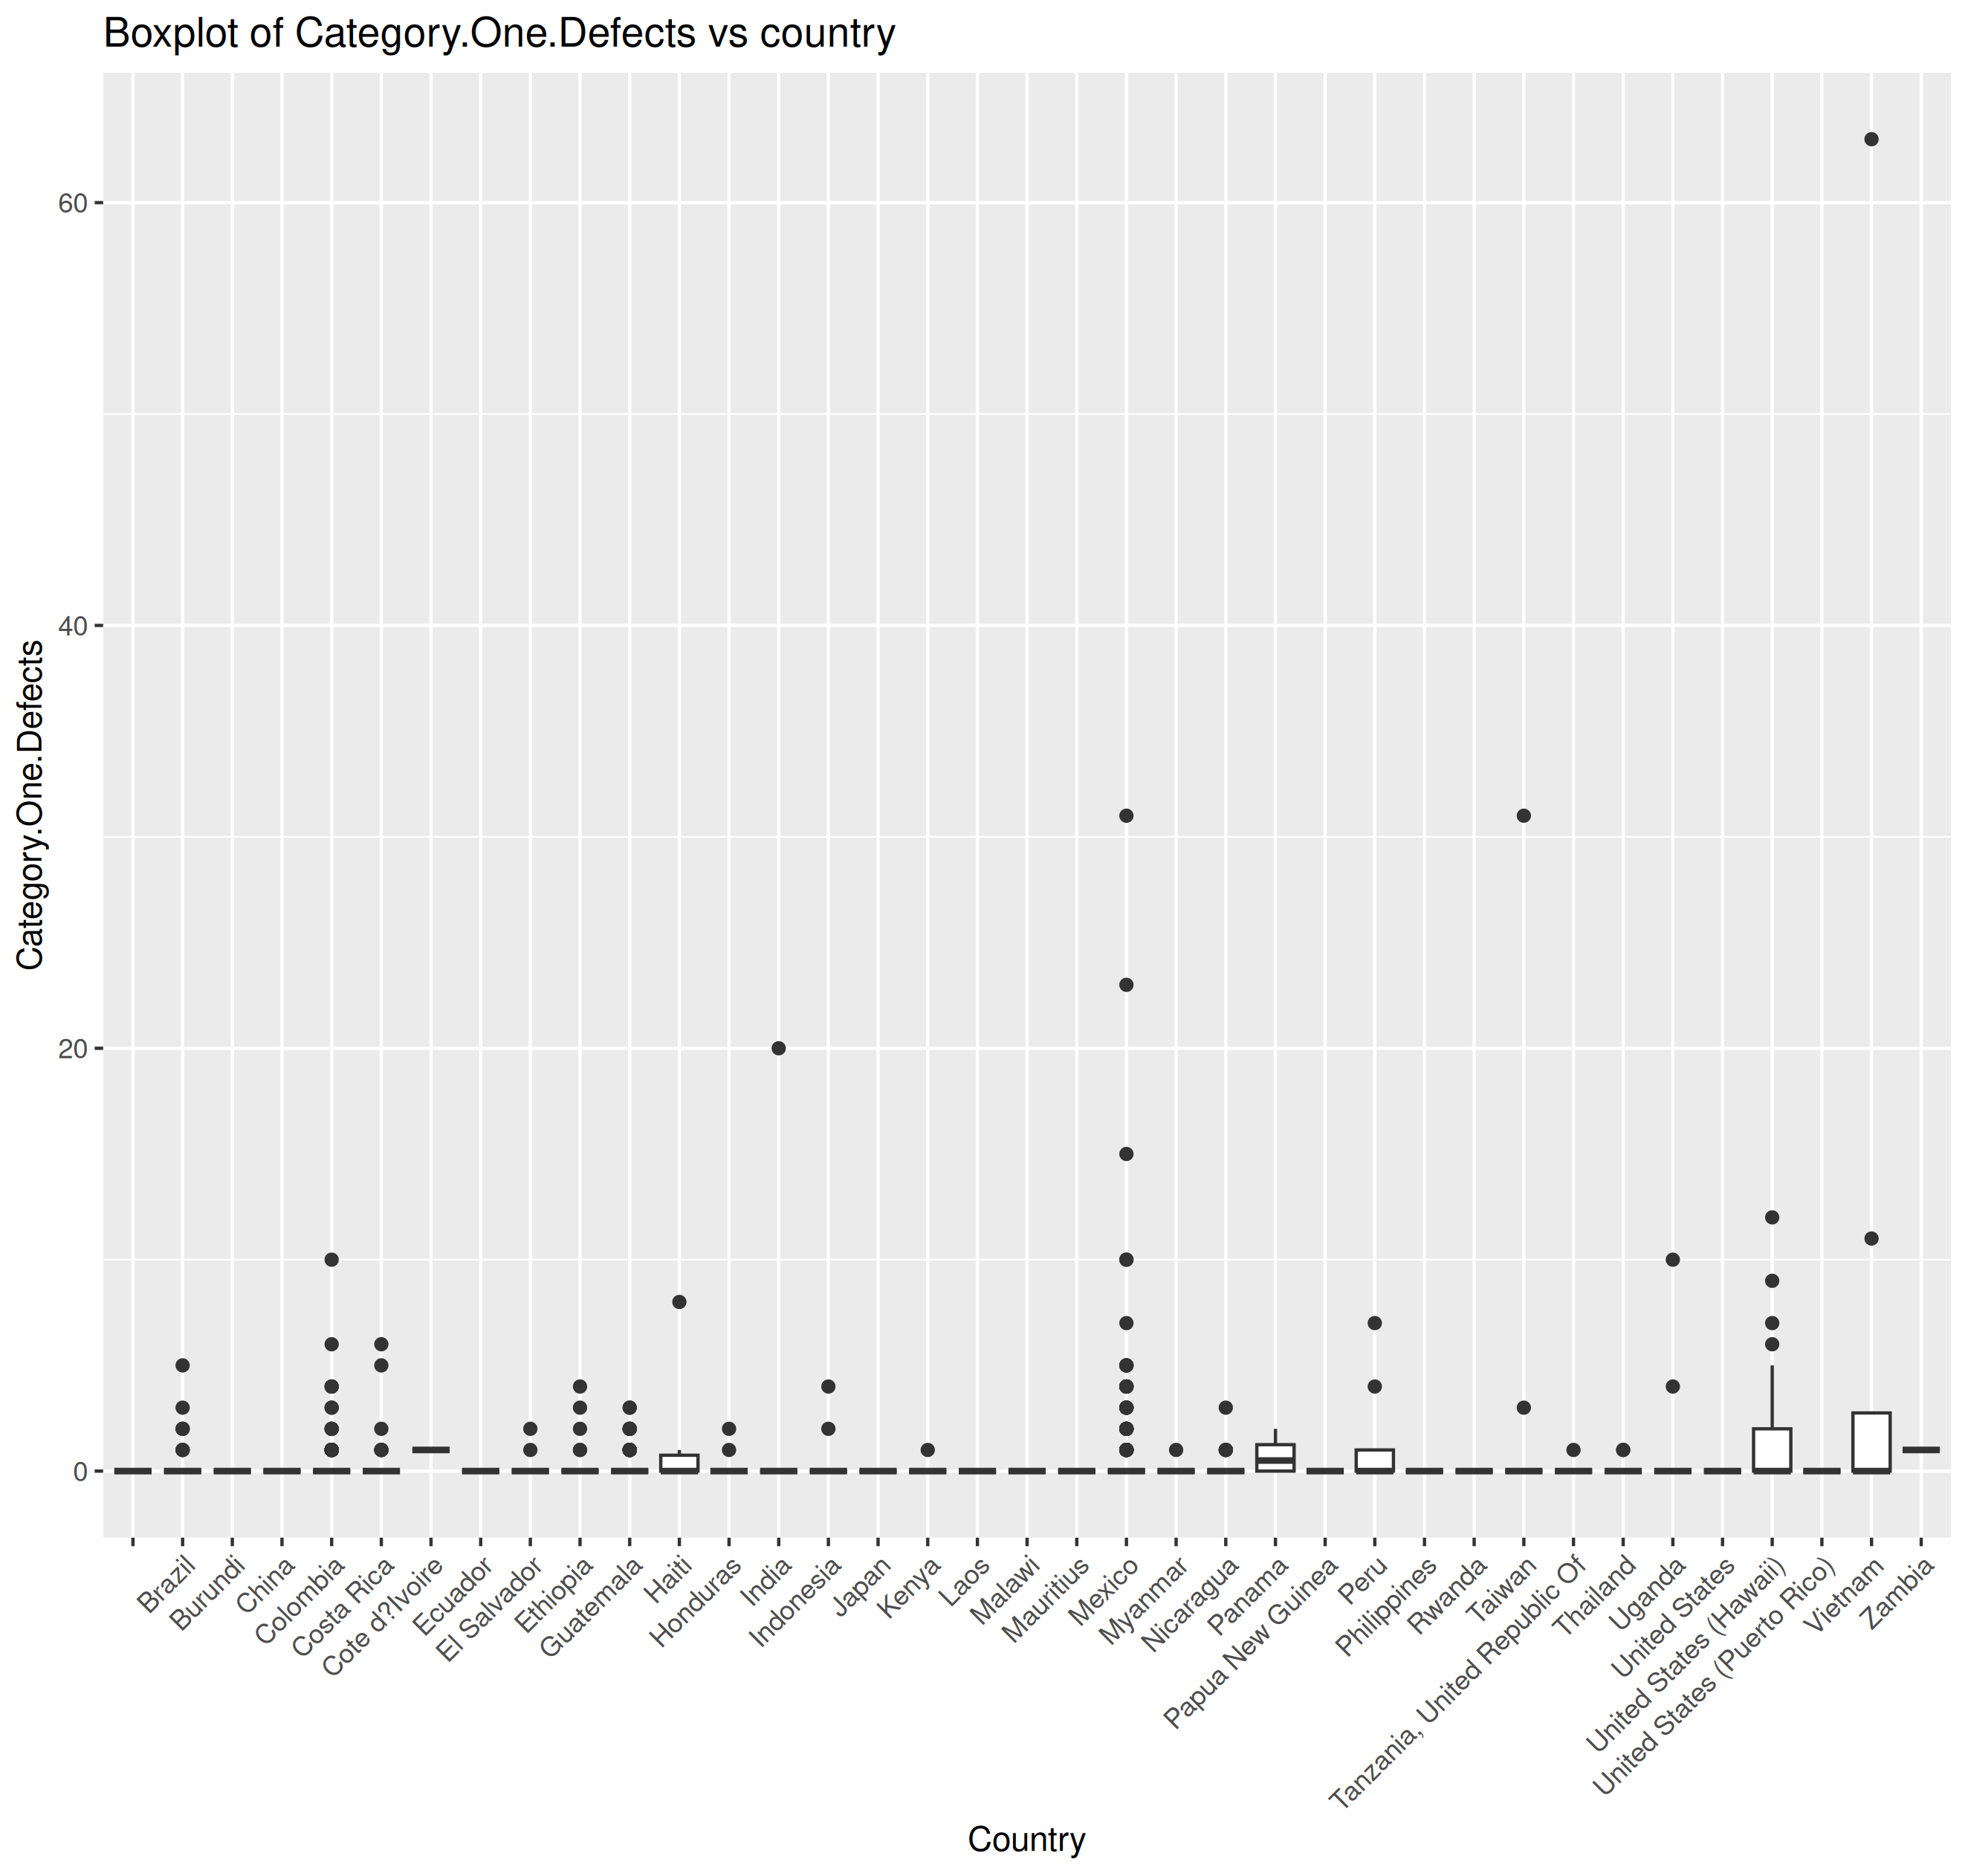 Boxplot of Category.One.Defects vs country
Category.One.Defects
60
40
20
0
Brazil
Burundi
China
Colombia
Costa Rica
Cote d?Ivoire
Ecuador
El Salvador
Ethiopia
Guatemala
Haiti
Honduras
India
Indonesia
Japan
Kenya
Laos
Malawi
Mauritius
Mexico
Myanmar
Nicaragua
Panama
Papua New Guinea
Peru
Philippines
Rwanda
Taiwan
Tanzania, United Republic Of
Thailand
Uganda
United States
United States (Hawaii)
United States (Puerto Rico)
Vietnam
Zambia
Country